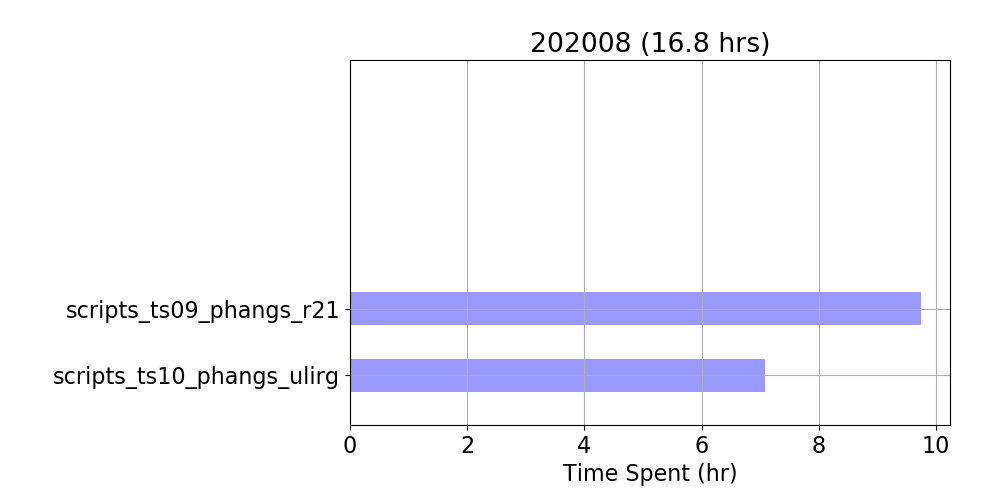 202008 (16.8 hrs)
scripts_ts09_phangs_r21
scripts_ts10_phangs_ulirg
0 2 4 6 8 10
Time Spent (hr)